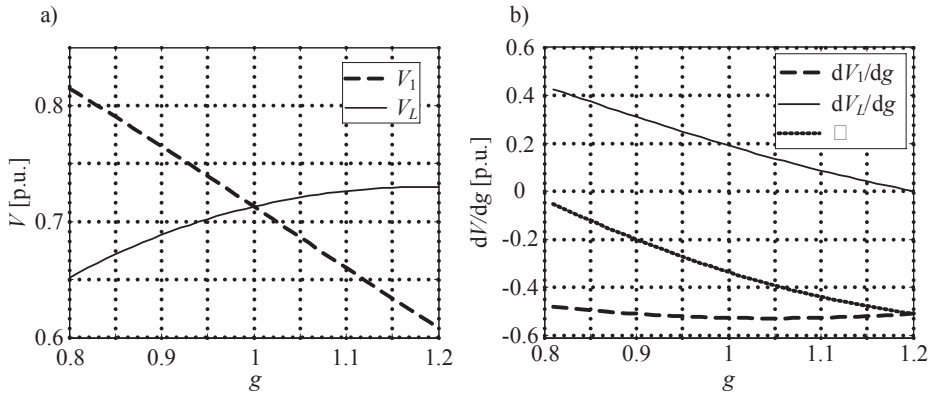 a)
V [p.u.]
0.8
0.7
0.6
0.8
0.9
1
1.1
1.2
g
V1
VL
b)
dV/dg [p.u.]
0.6
0.4
0.2
0
-0.2
-0.4
-0.6
0.8
0.9
1
1.1
1.2
g
dV1/dg
dVL/dg
□